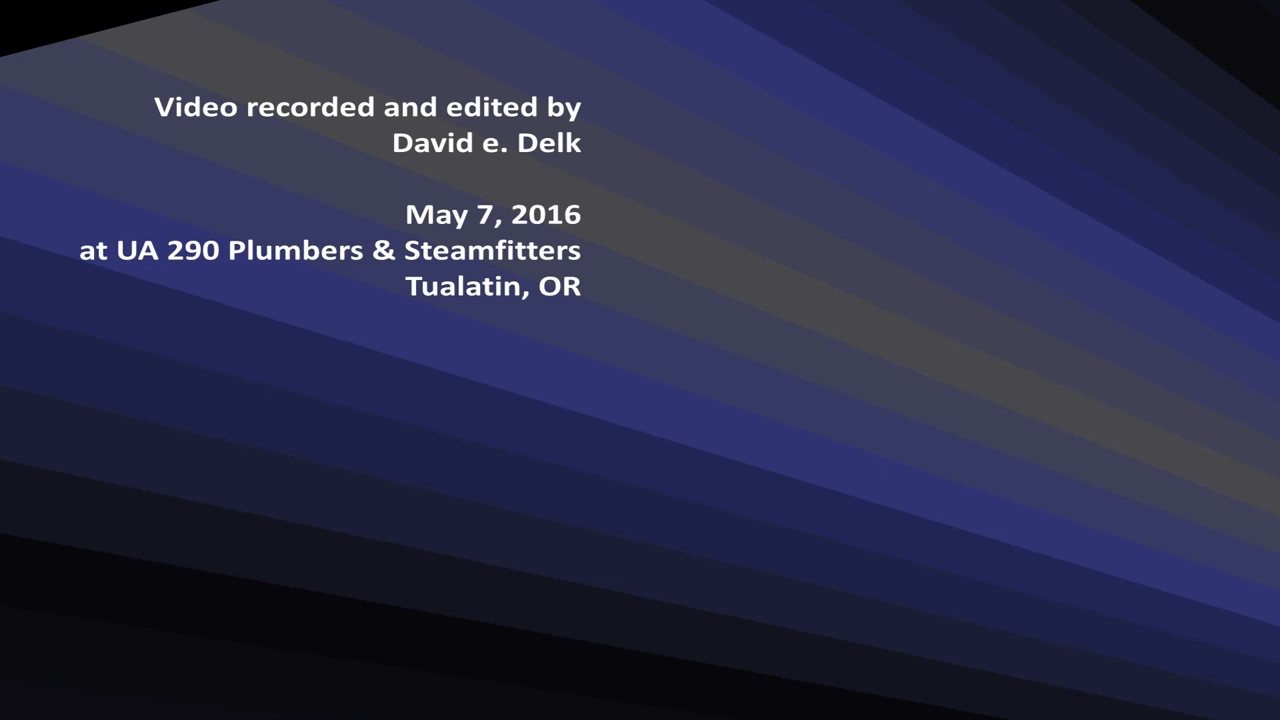 Video recorded and edited by
David e. Delk
May 7, 2016
at UA 290 Plumbers & Steamfitters
Tualatin, OR